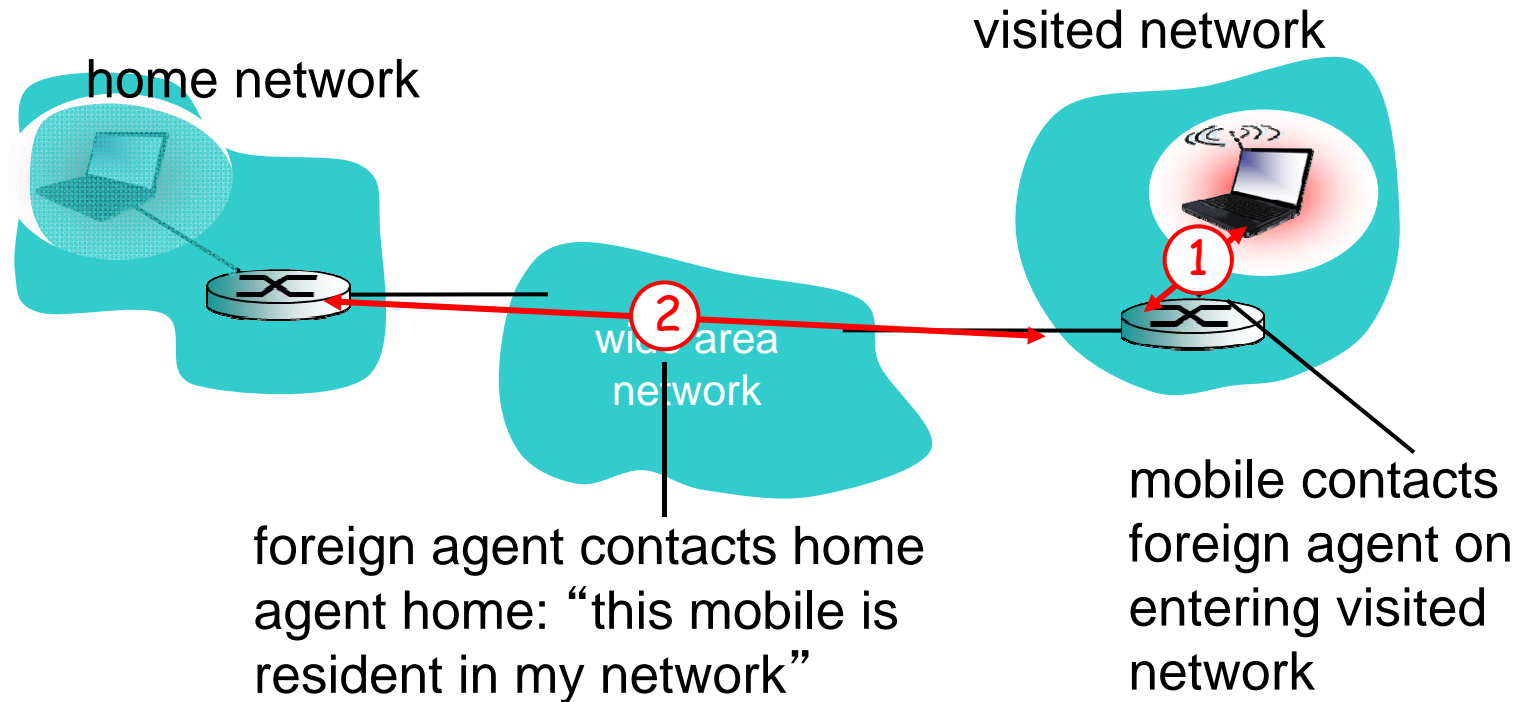 visited network
home network
1
2
wide area
network
foreign agent contacts home
agent home: “this mobile is
resident in my network”
mobile contacts
foreign agent on
entering visited
network